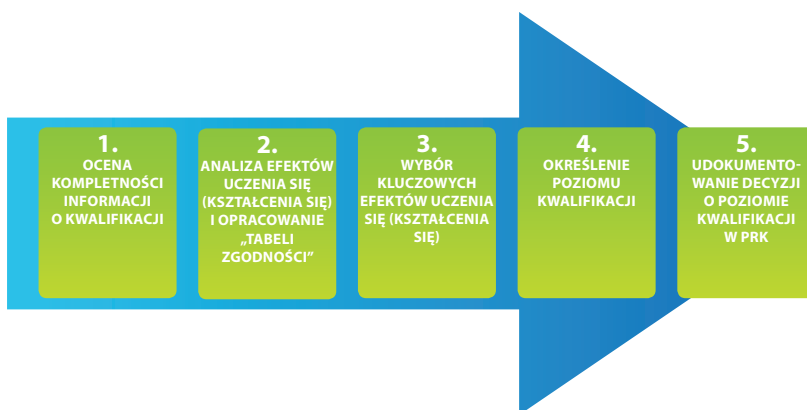 1.
OCENA
KOMPLETNOŚCI
INFORMACJI
O KWALIFIKACJI
2.
ANALIZA EFEKTÓW
UCZENIA SIĘ
(KSZTAŁCENIA SIĘ)
I OPRACOWANIE
„TABELI
ZGODNOŚCI”
3.
WYBÓR
KLUCZOWYCH
EFEKTÓW UCZENIA
SIĘ (KSZTAŁCENIA
SIĘ)
4.
OKREŚLENIE
POZIOMU
KWALIFIKACJI
5.
UDOKUMENTO-
WANIE DECYZJI
O POZIOMIE
KWALIFIKACJI
W PRK